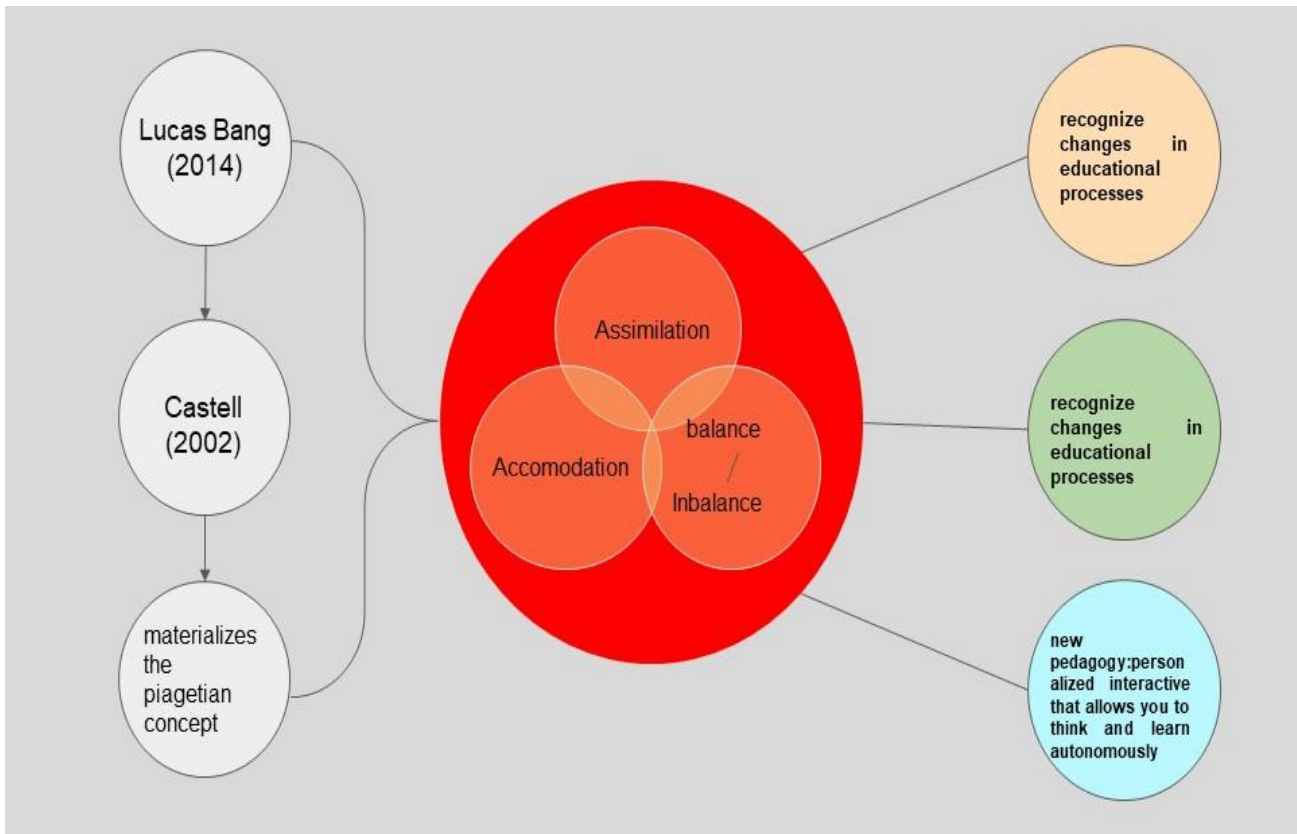 Lucas Bang
(2014)
Castell
(2002)
materializes
the
piagetian
concept
Assimilation
Accomodation
balance
/
Inbalance
recognize
changes in
educational
processes
recognize
changes in
educational
processes
new
pedagogy:person
alized interactive
that allows you to
think and learn
autonomously